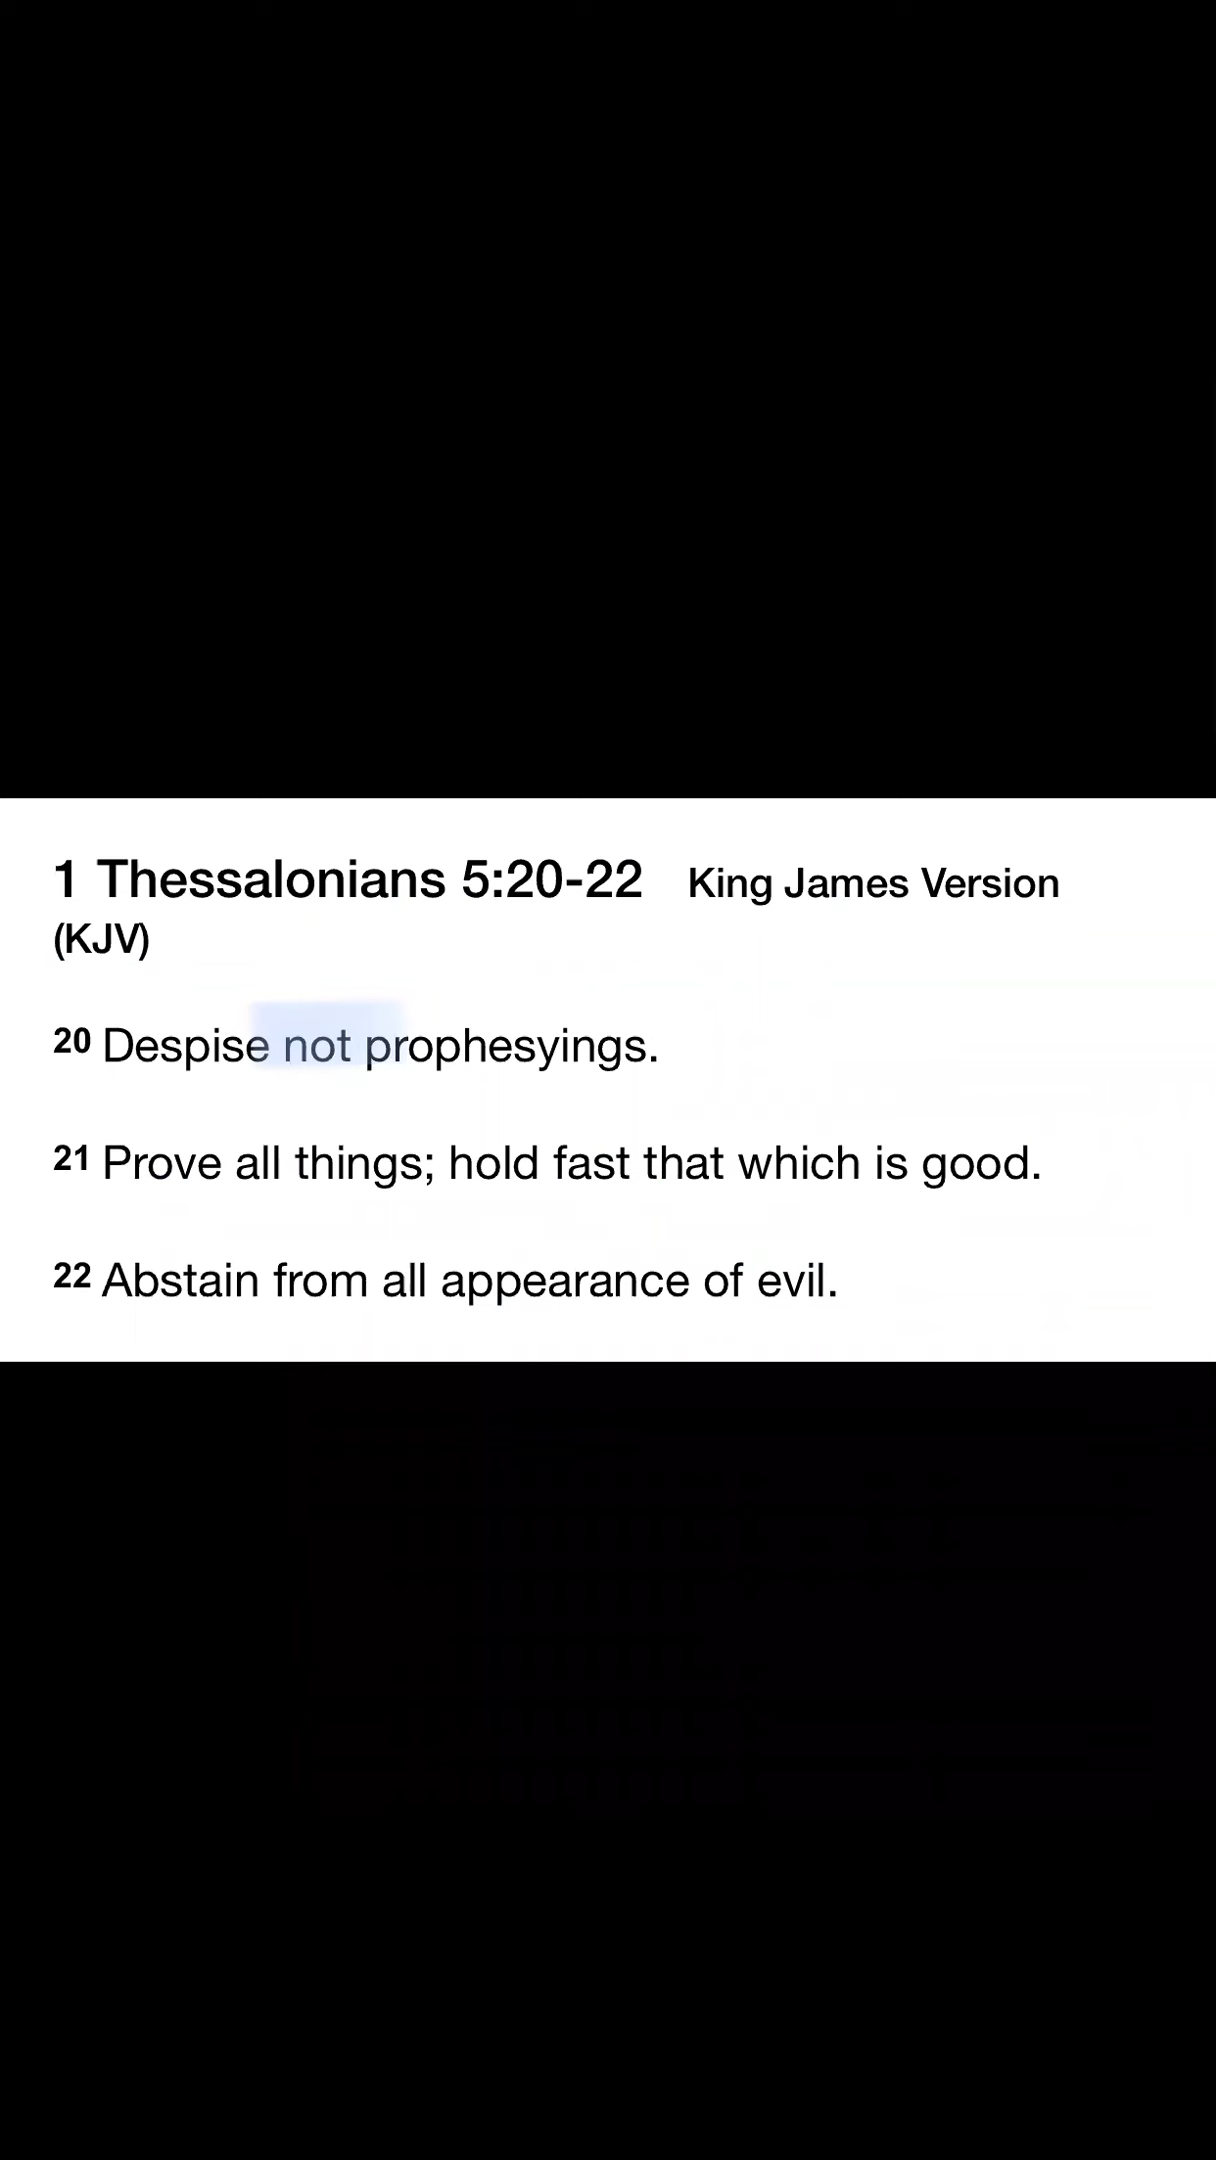 1 Thessalonians 5:20-22 King James Version
(KJV)
20 Despise not prophesyings.
21 Prove all things; hold fast that which is good.
22 Abstain from all appearance of evil.